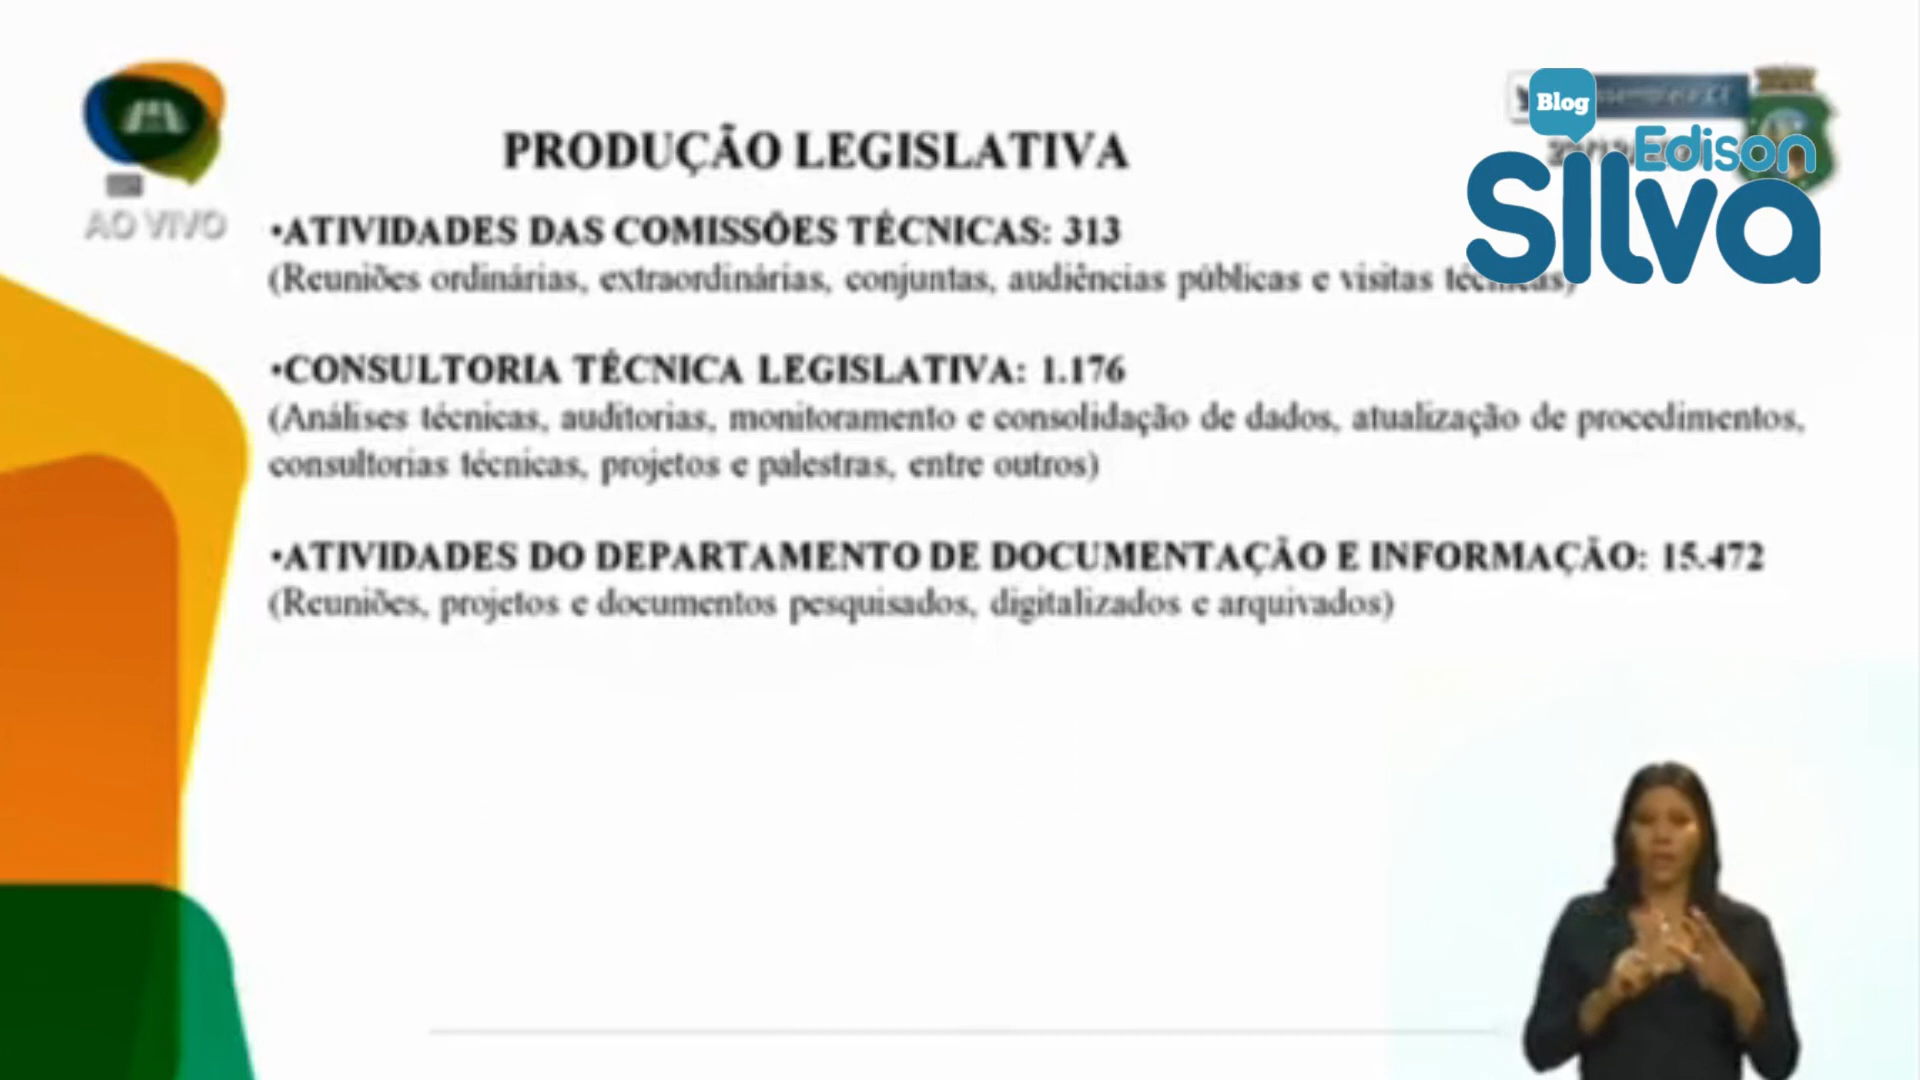 PRODUÇÃO LEGISLATIVA
AO VIVO
Blog
Edison
Silva
•ATIVIDADES DAS COMISSÕES TÉCNICAS: 313
(Reuniões ordinárias, extraordinárias, conjuntas, audiências públicas e visitas técnicas)
•CONSULTORIA TÉCNICA LEGISLATIVA: 1.176
(Análises técnicas, auditorias, monitoramento e consolidação de dados, atualização de procedimentos,
consultorias técnicas, projetos e palestras, entre outros)
•ATIVIDADES DO DEPARTAMENTO DE DOCUMENTAÇÃO E INFORMAÇÃO: 15.472
(Reuniões, projetos e documentos pesquisados, digitalizados e arquivados)